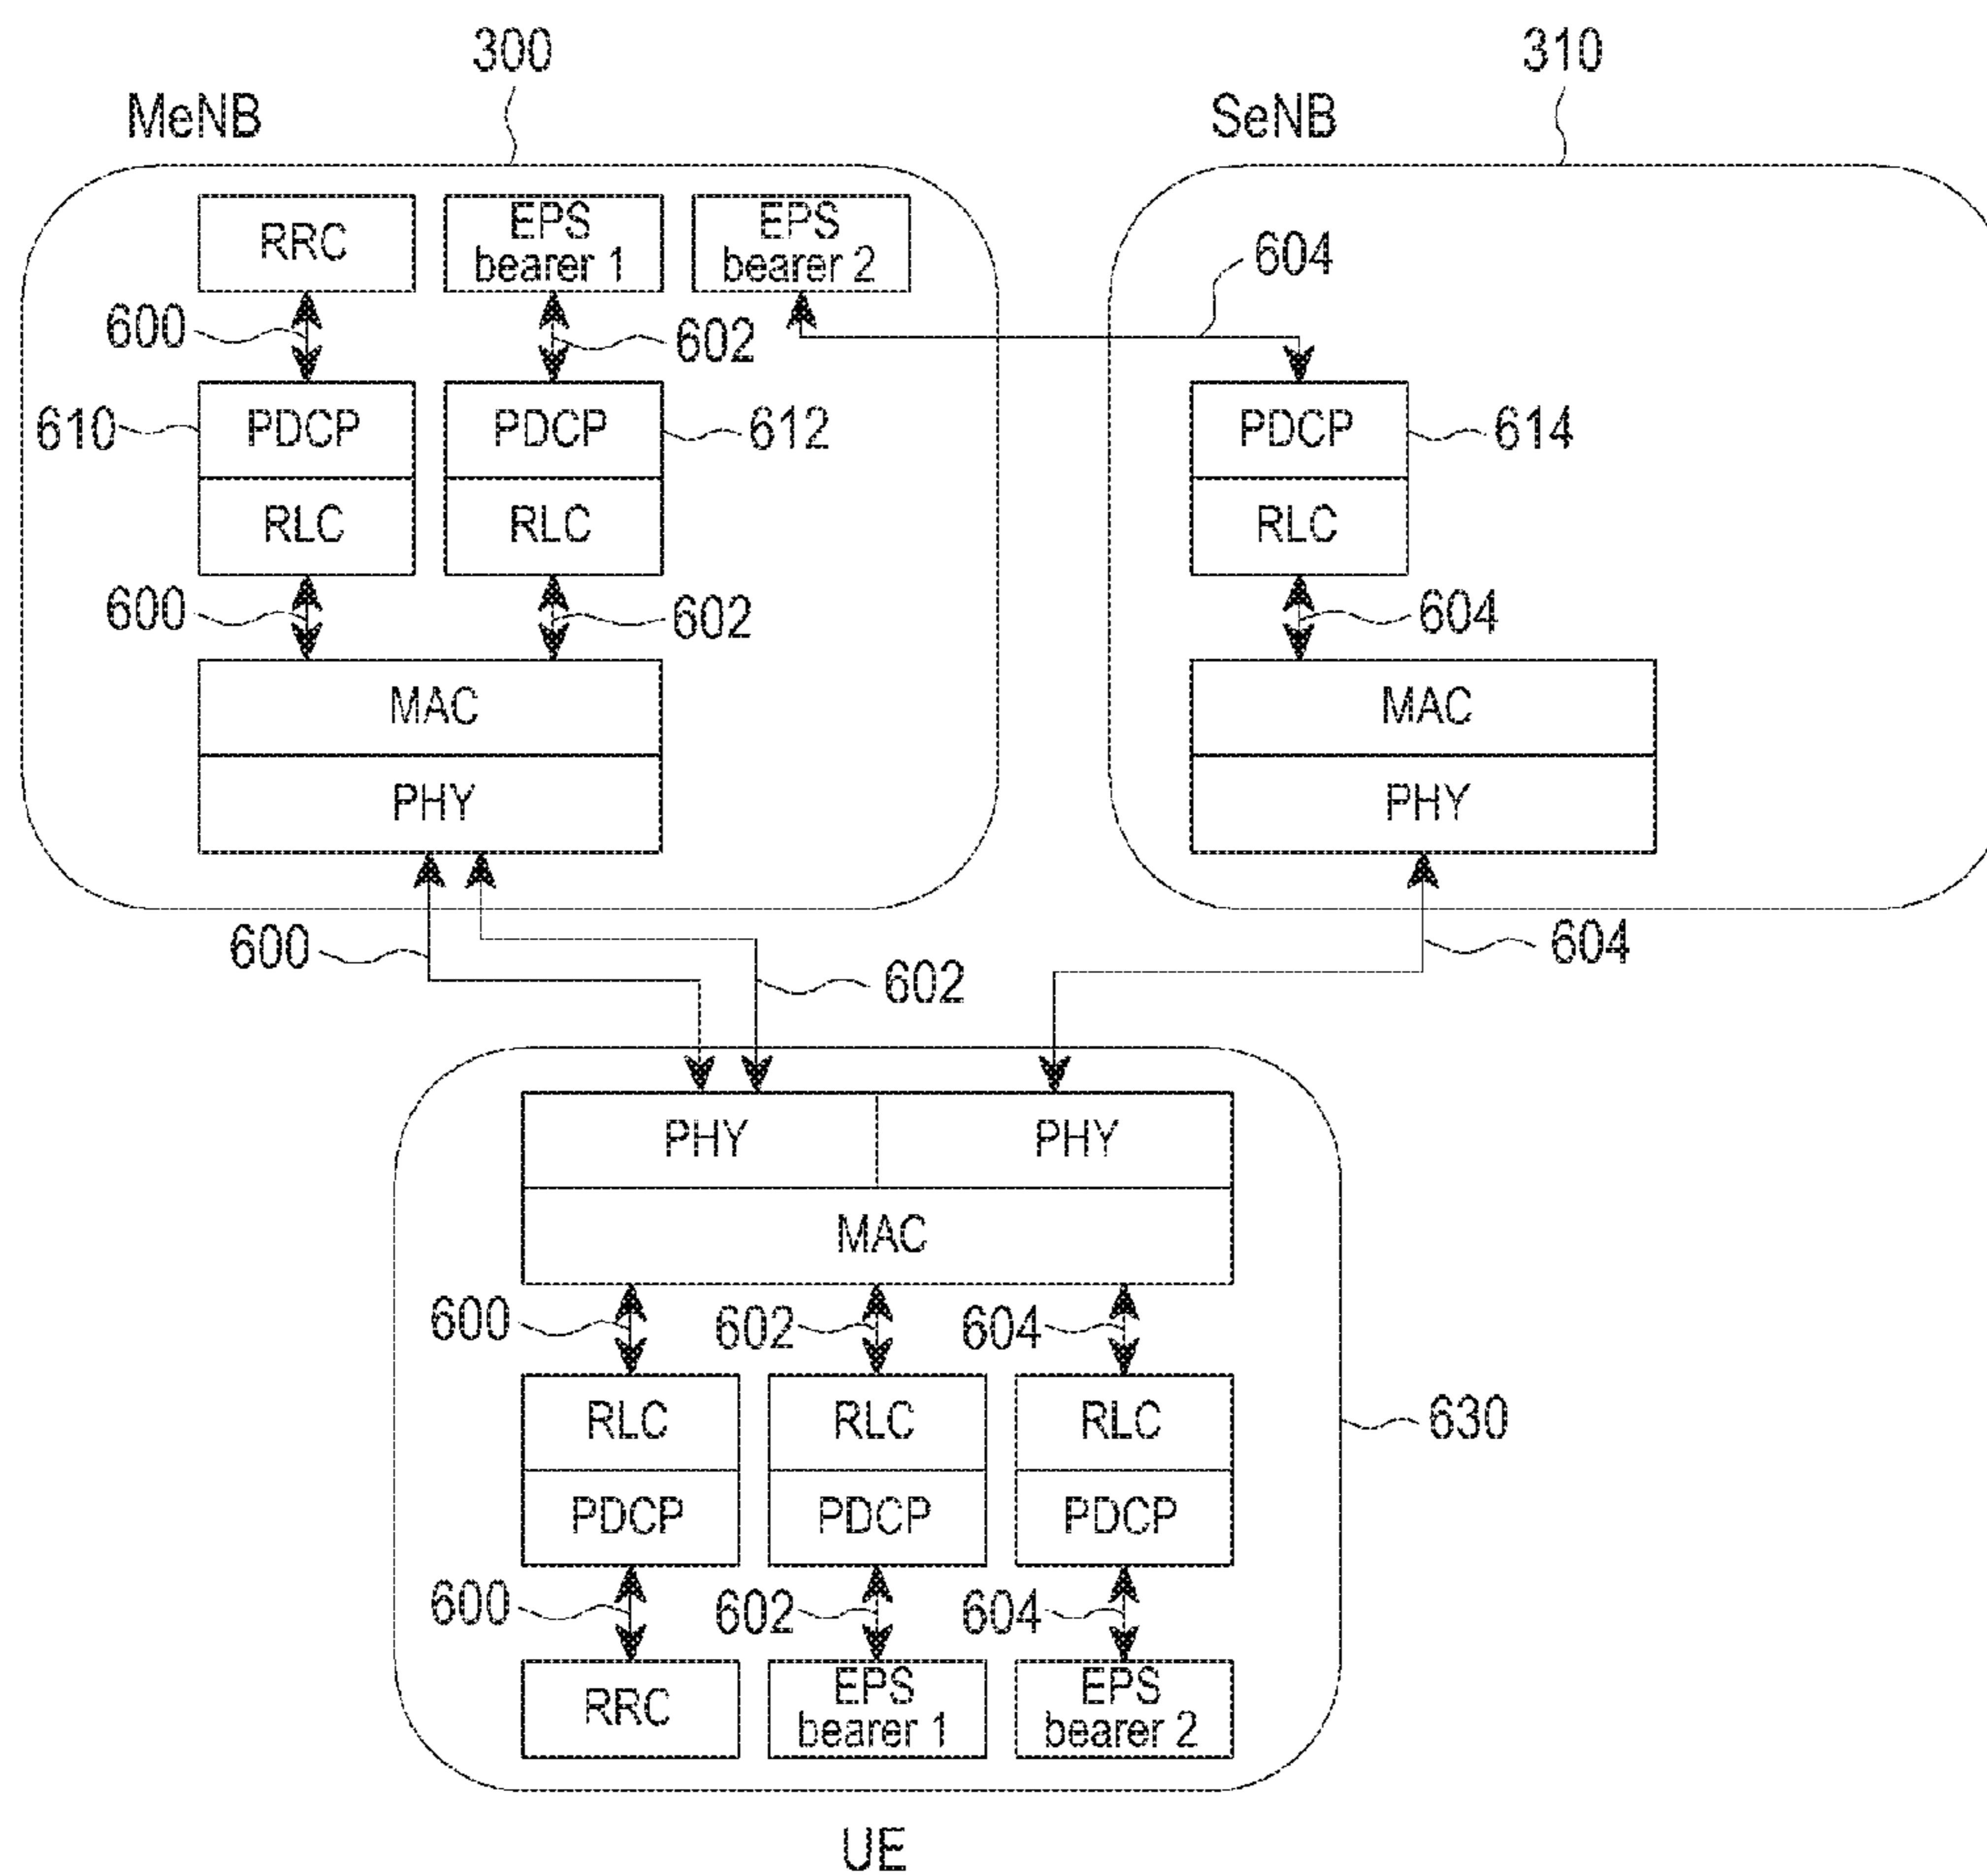 300
310
MeNB
SeNB
RRC
EPS
bearer 1
EPS
bearer 2
604
600
602
610
PDCP
PDCP
612
PDCP
614
RLC
RLC
RLC
600
602
604
MAC
MAC
PHY
PHY
600
602
604
PHY
PHY
MAC
600
602
604
RLC
RLC
RLC
630
PDCP
PDCP
PDCP
600
602
604
RRC
EPS
bearer 1
EPS
bearer 2
UE